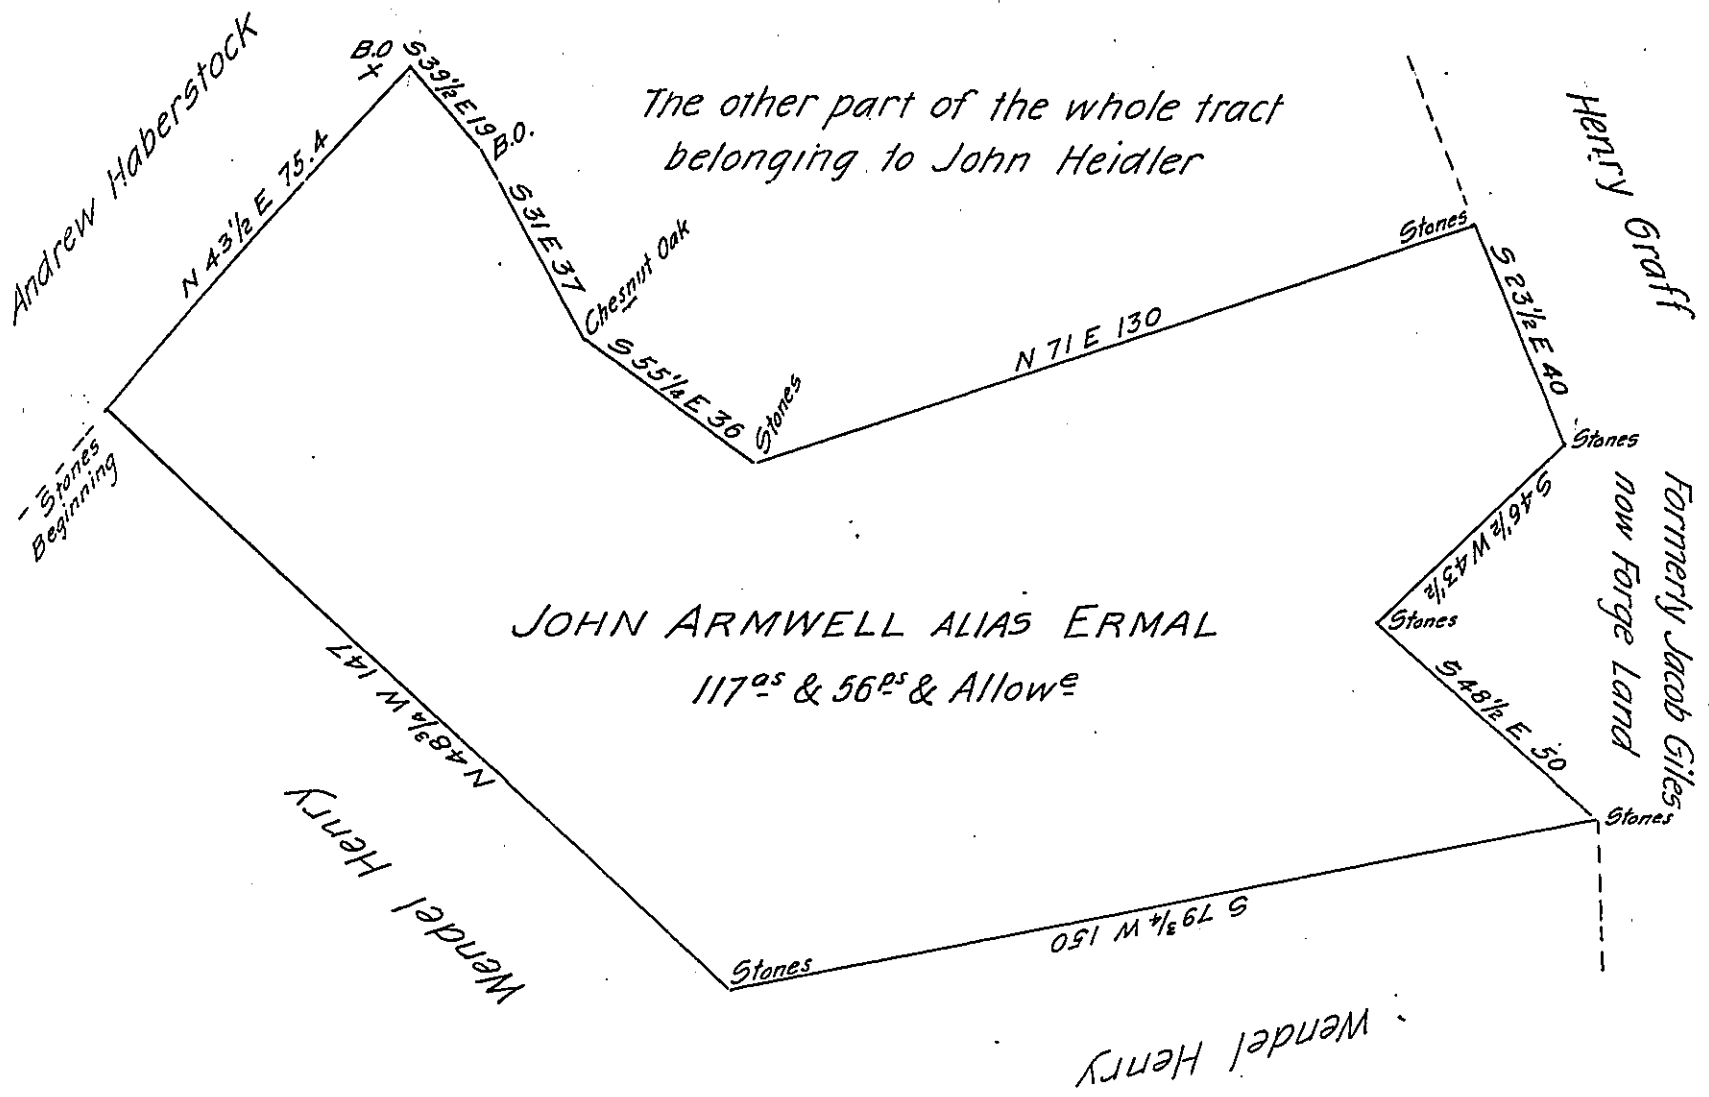 Andrew Haberstock
B.O
S 39½ E 19
B.O.
The other part of the whole tract
belonging to John Heidler
Henry Graff
N 43½ E 75.4
S 31 E 37
Chesnut Oak
S 55¼ E 36
Stones
N 71 E 130
Stones
S 23½ E 40
Stones
S 46½ W 43½
Stones
S 48½ E 50
Stones
Formerly Jacob Giles
now Forge Land
Stones
Beginning
JOHN ARMWELL ALIAS ERMAL
117as & 56ps & Allowe
N 48¾ W 147
Wendel Henry
Stones
S 79¾ W 150
Wendel Henry